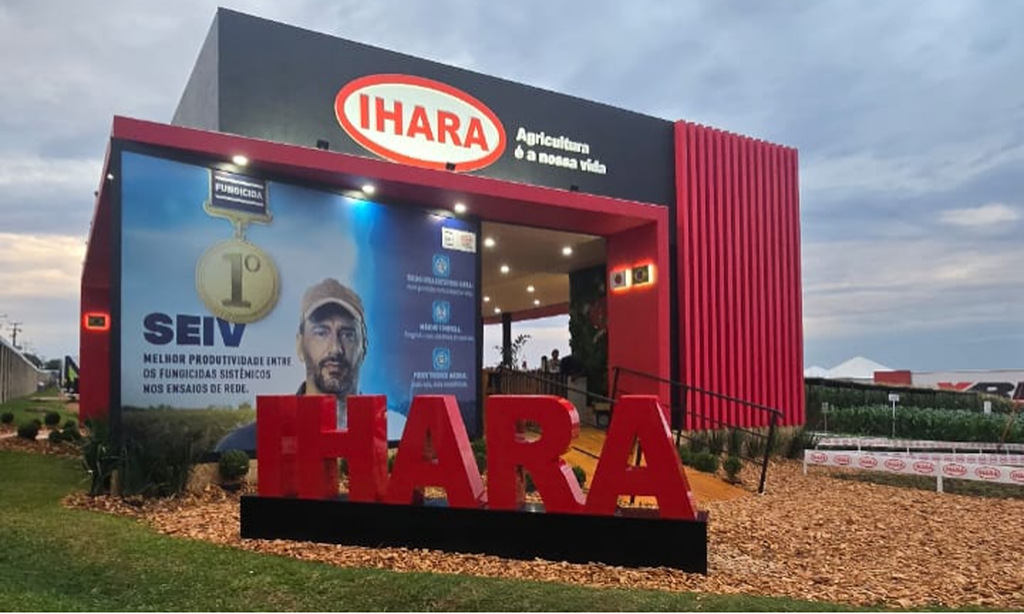 IHARA
Agricultura
é a nossa vida
FUNGICIDA
1º
SEIV
MELHOR PRODUTIVIDADE ENTRE
OS FUNGICIDAS SISTÊMICOS
NOS ENSAIOS DE REDE.
IHARA